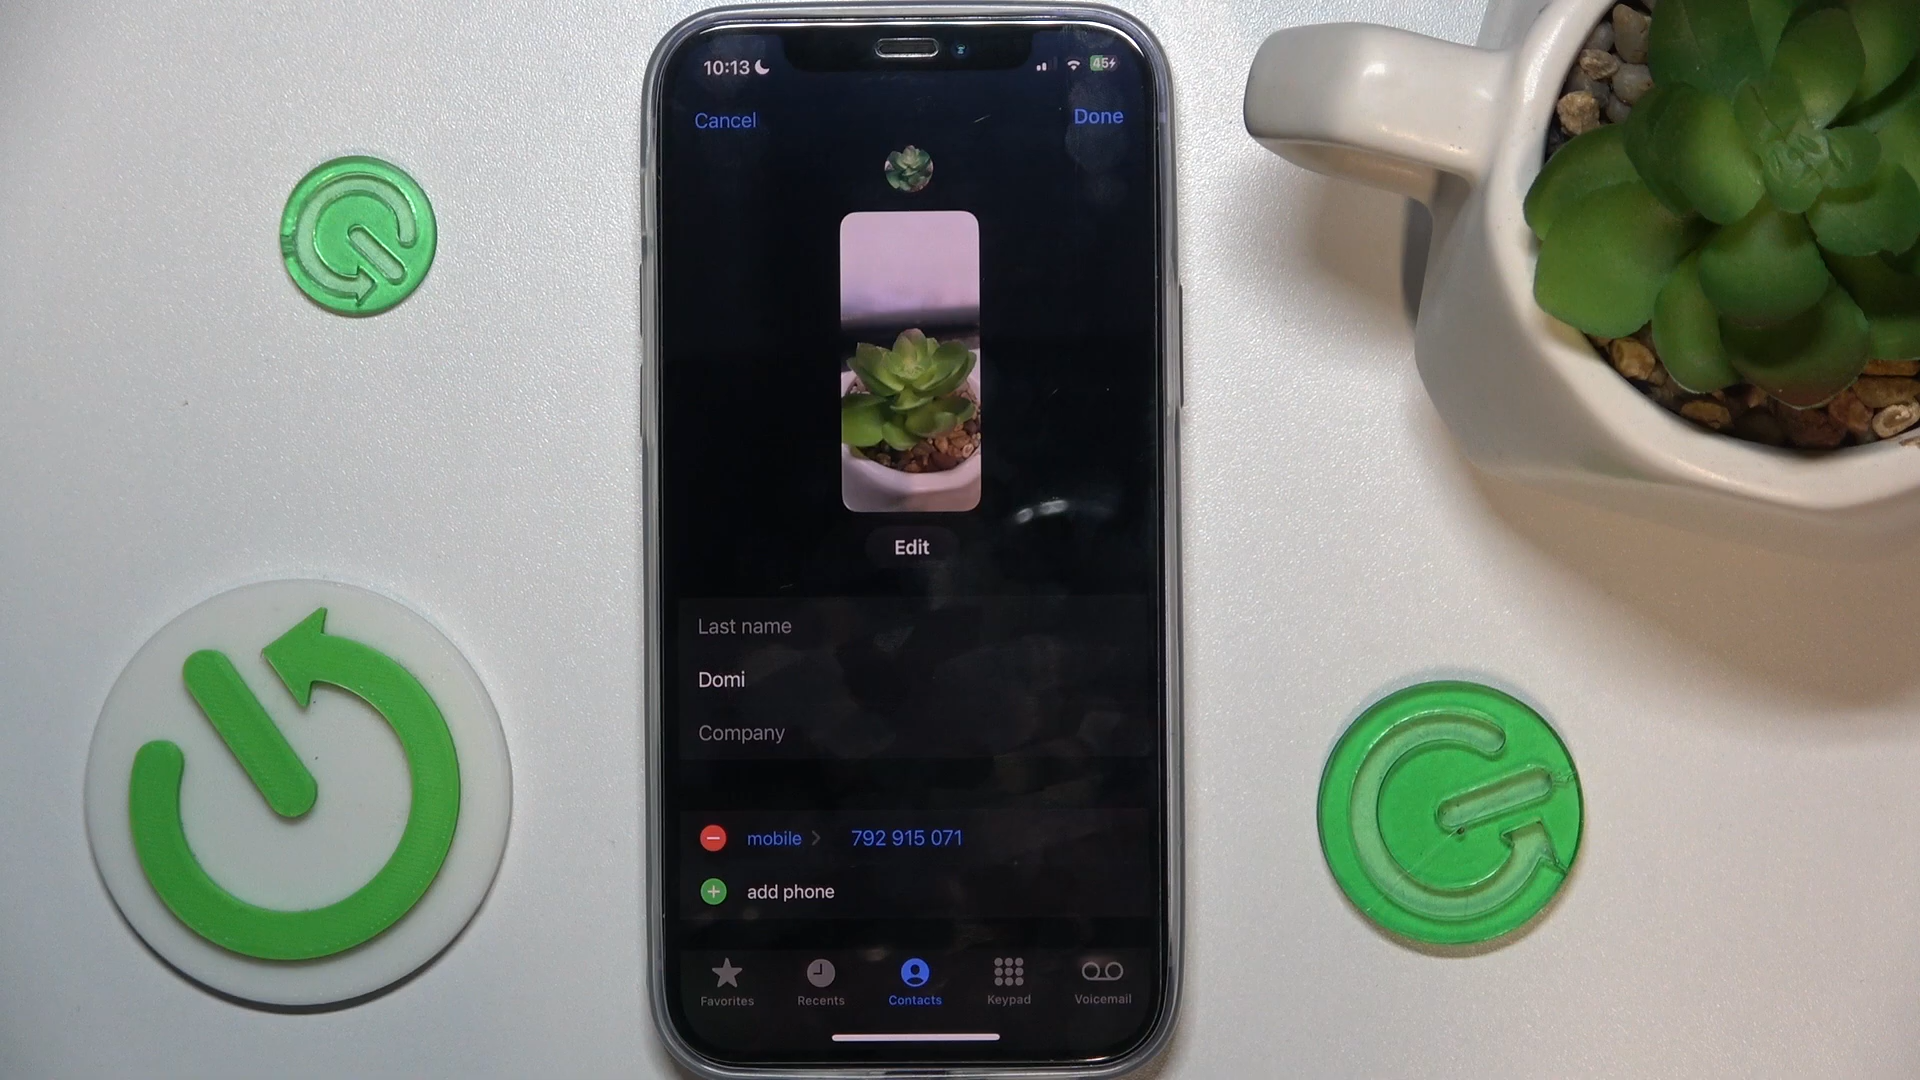 10:13
45
Cancel
Done
Edit
Last name
Domi
Company
mobile
792 915 071
add phone
Favorites
Recents
Contacts
Keypad
Voicemail